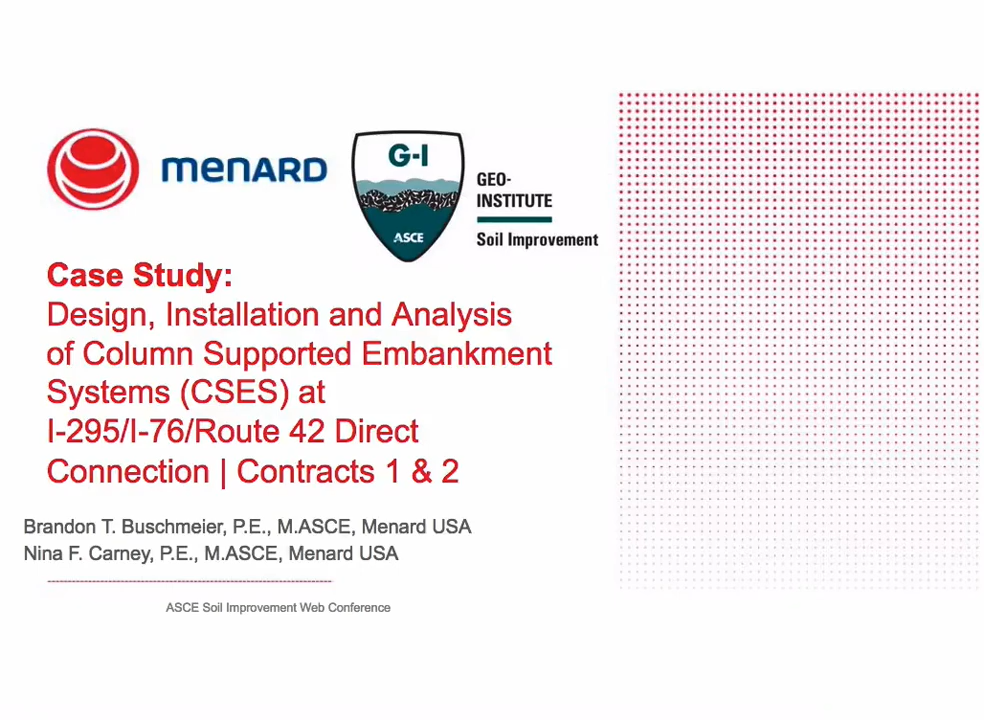 menARD
G-I
ASCE
GEO-
INSTITUTE
Soil Improvement
Case Study:
Design, Installation and Analysis
of Column Supported Embankment
Systems (CSES) at
I-295/I-76/Route 42 Direct
Connection | Contracts 1 & 2
Brandon T. Buschmeier, P.E., M.ASCE, Menard USA
Nina F. Carney, P.E., M.ASCE, Menard USA
ASCE Soil Improvement Web Conference